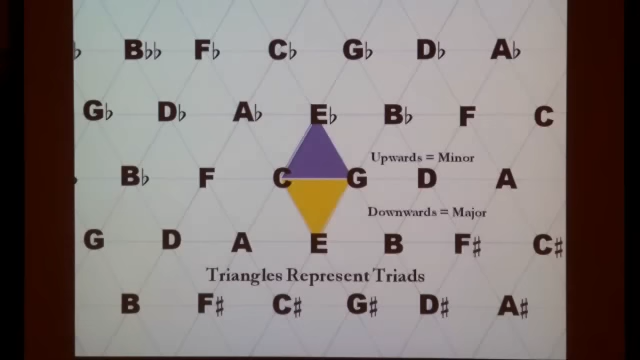 ♭ B♭♭ F♭ C♭ G♭ D♭ A♭
G♭ D♭ A♭ E♭ B♭ F C
Upwards = Minor
B♭ F C G D A
Downwards = Major
G D A E B F♯ C♯
Triangles Represent Triads
B F♯ C♯ G♯ D♯ A♯